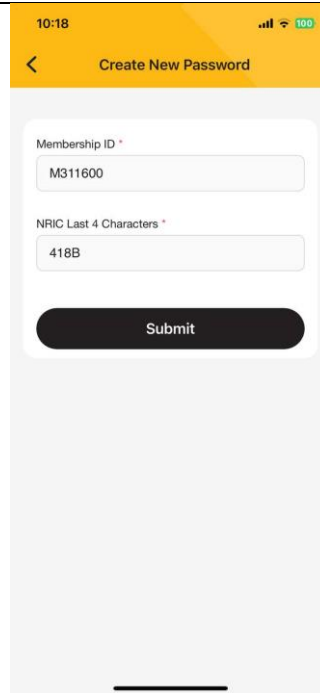 10:18
100
Create New Password
Membership ID *
M311600
NRIC Last 4 Characters *
418B
Submit